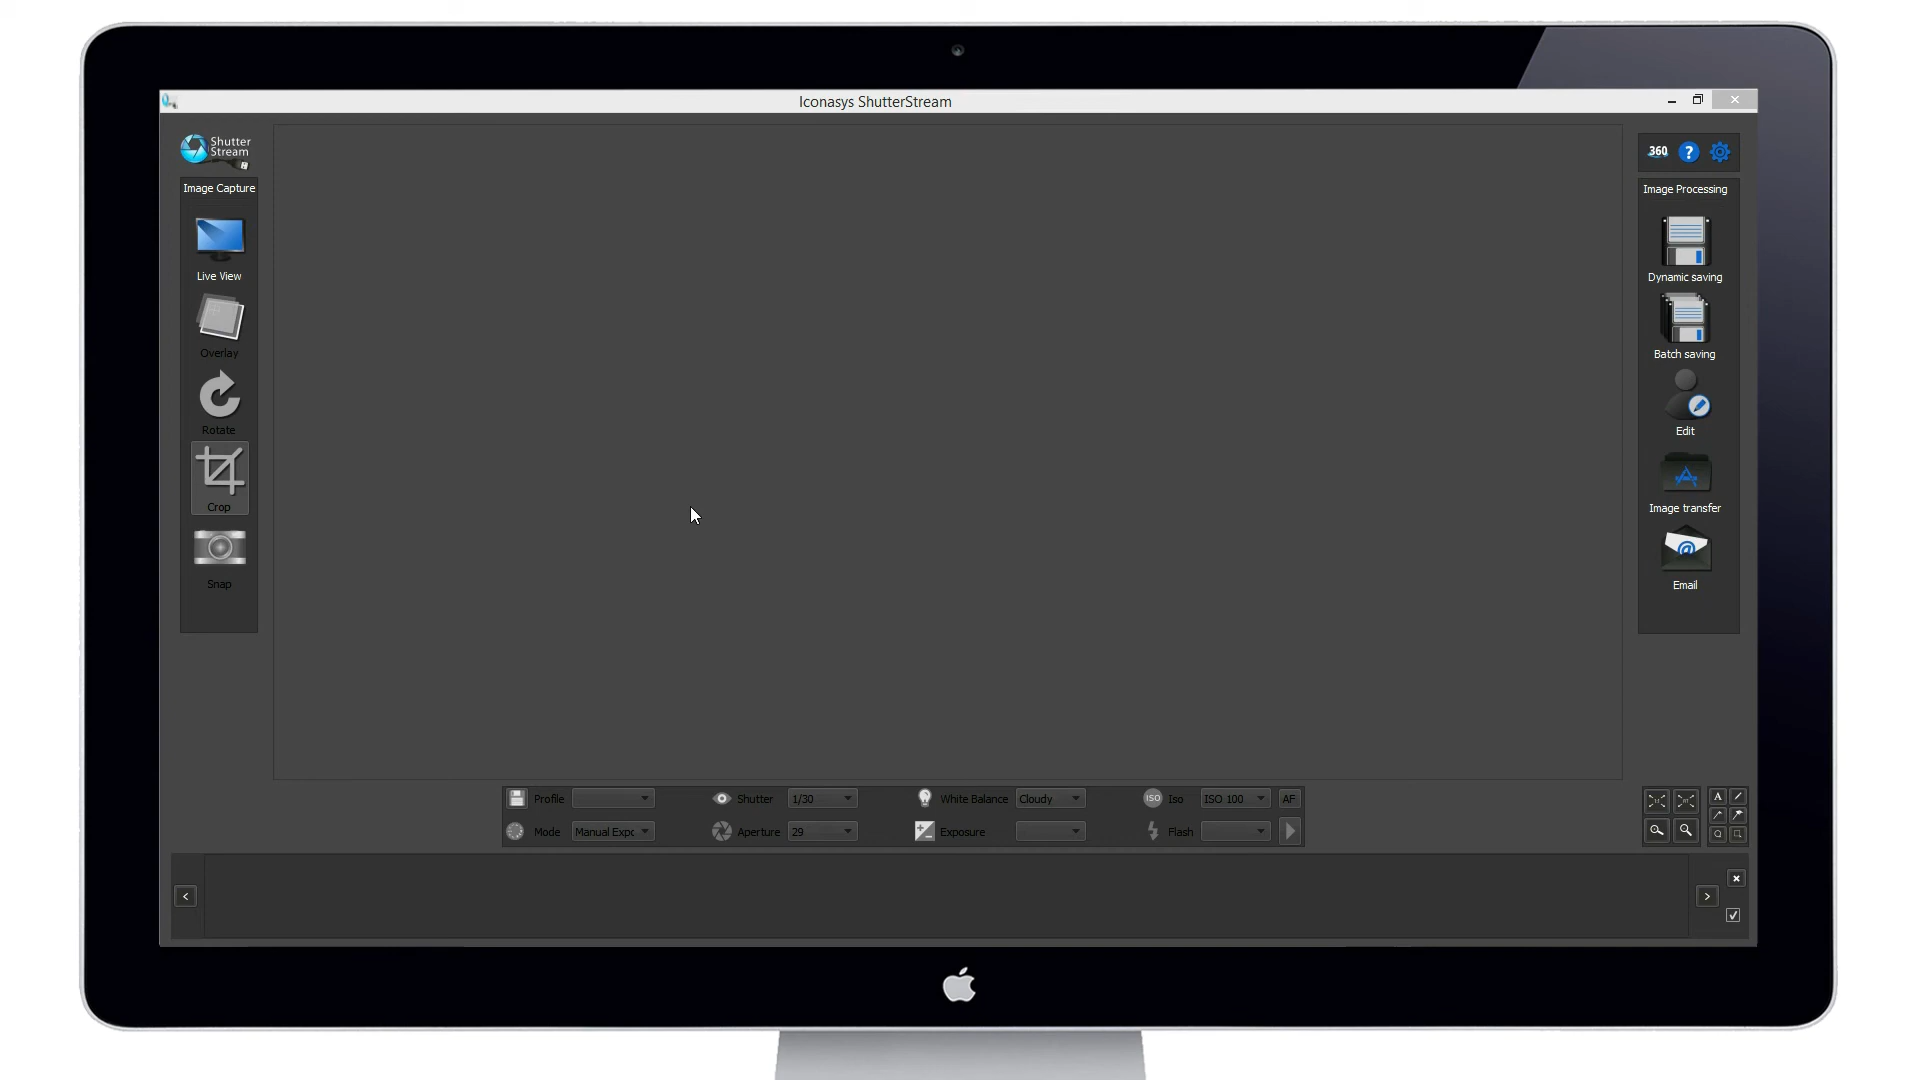 Iconasys ShutterStream
Shutter
Stream
360
?
Image Capture
Image Processing
Live View
Dynamic saving
Overlay
Batch saving
Rotate
Edit
Crop
Image transfer
Snap
@
Email
Profile
Shutter
1/30
White Balance
Cloudy
ISO
Iso
ISO 100
AF
A
Mode
Manual Expo
Aperture
29
Exposure
Flash
<
>